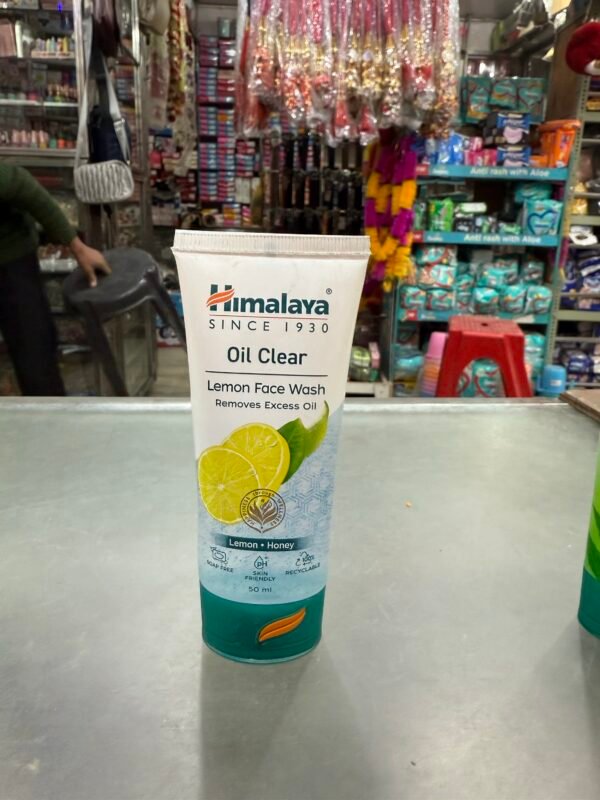 Anti rash with Aloe
Anti rash with Aloe
Himalaya®
SINCE 1930
Oil Clear
Lemon Face Wash
Removes Excess Oil
Lemon • Honey
SOAP FREE
pH
SKIN
FRIENDLY
100%
RECYCLABLE
50 ml